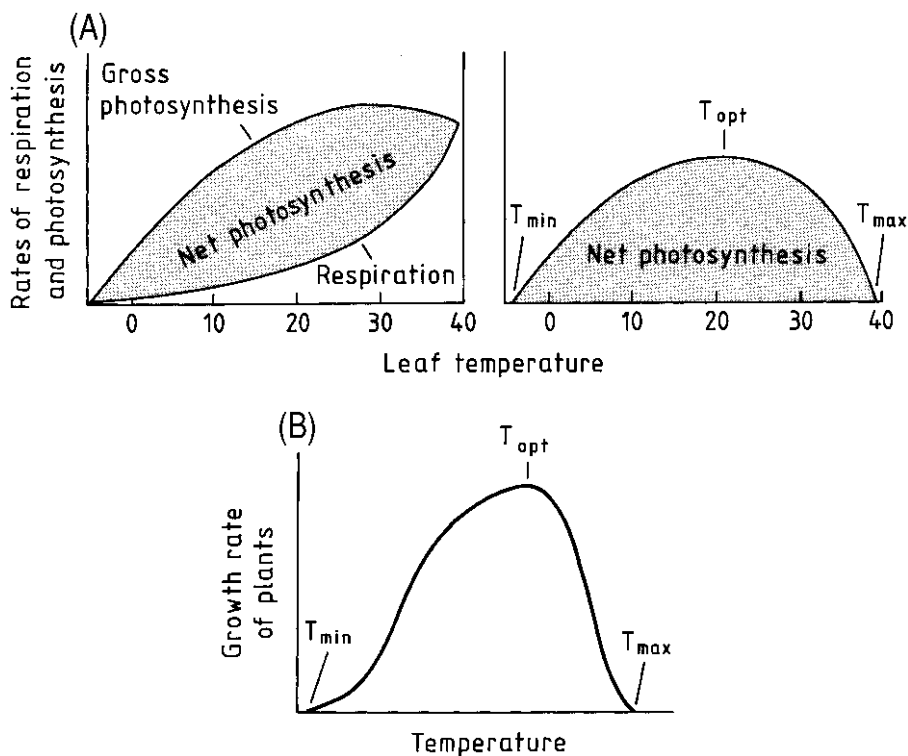 (A)
Rates of respiration
and photosynthesis
Gross
photosynthesis
Net photosynthesis
Respiration
0 10 20 30 40
T opt
T min
T max
Net photosynthesis
0 10 20 30 40
Leaf temperature
(B)
Growth rate
of plants
T opt
T min
T max
Temperature